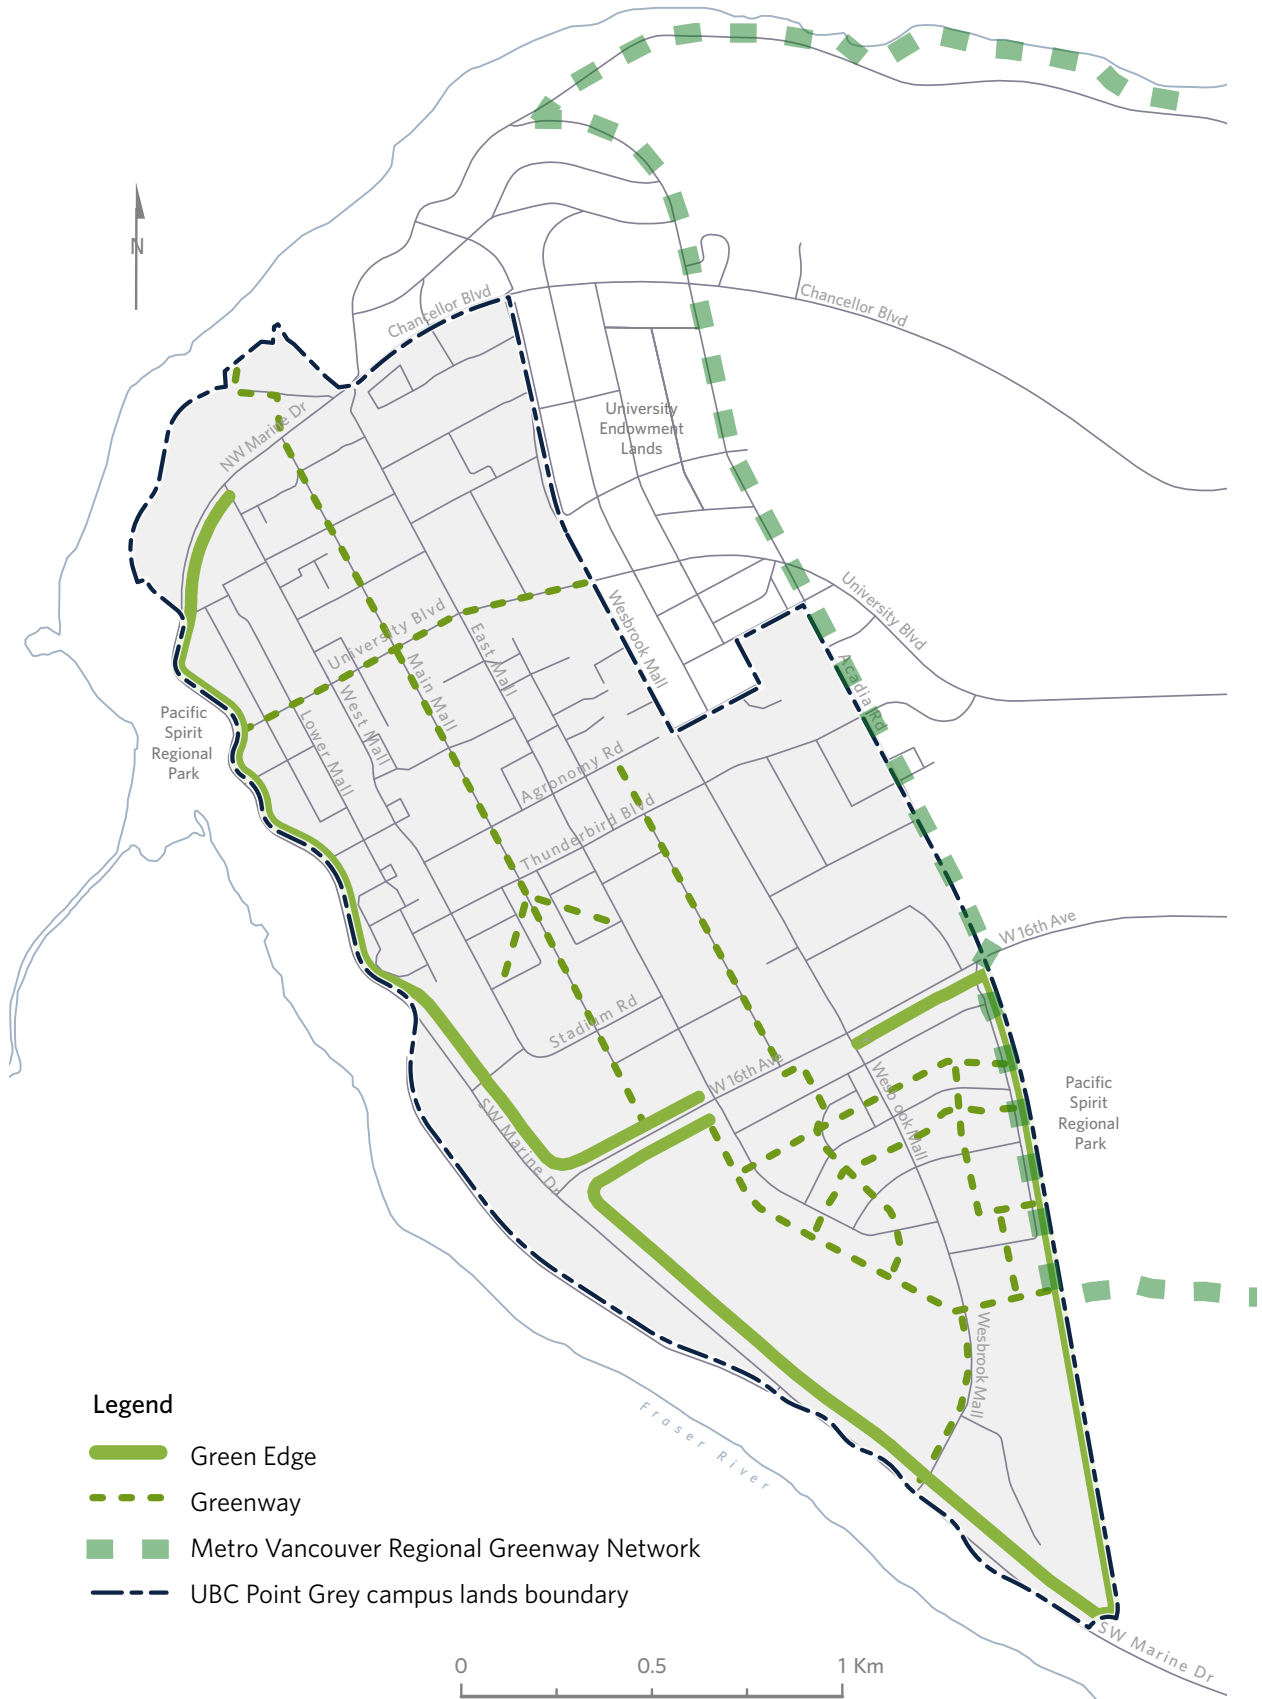 N
Chancellor Blvd
Chancellor Blvd
NW Marine Dr
University
Endowment
Lands
University Blvd
University Blvd
Wesbrook Mall
East Mall
Main Mall
West Mall
Lower Mall
Acadia Rd
Pacific
Spirit
Regional
Park
Agronomy Rd
Thunderbird Blvd
W 16th Ave
Stadium Rd
W 16th Ave
Wesbrook Mall
Pacific
Spirit
Regional
Park
SW Marine Dr
Wesbrook Mall
Fraser River
SW Marine Dr
Legend
Green Edge
Greenway
Metro Vancouver Regional Greenway Network
UBC Point Grey campus lands boundary
0 0.5 1 Km